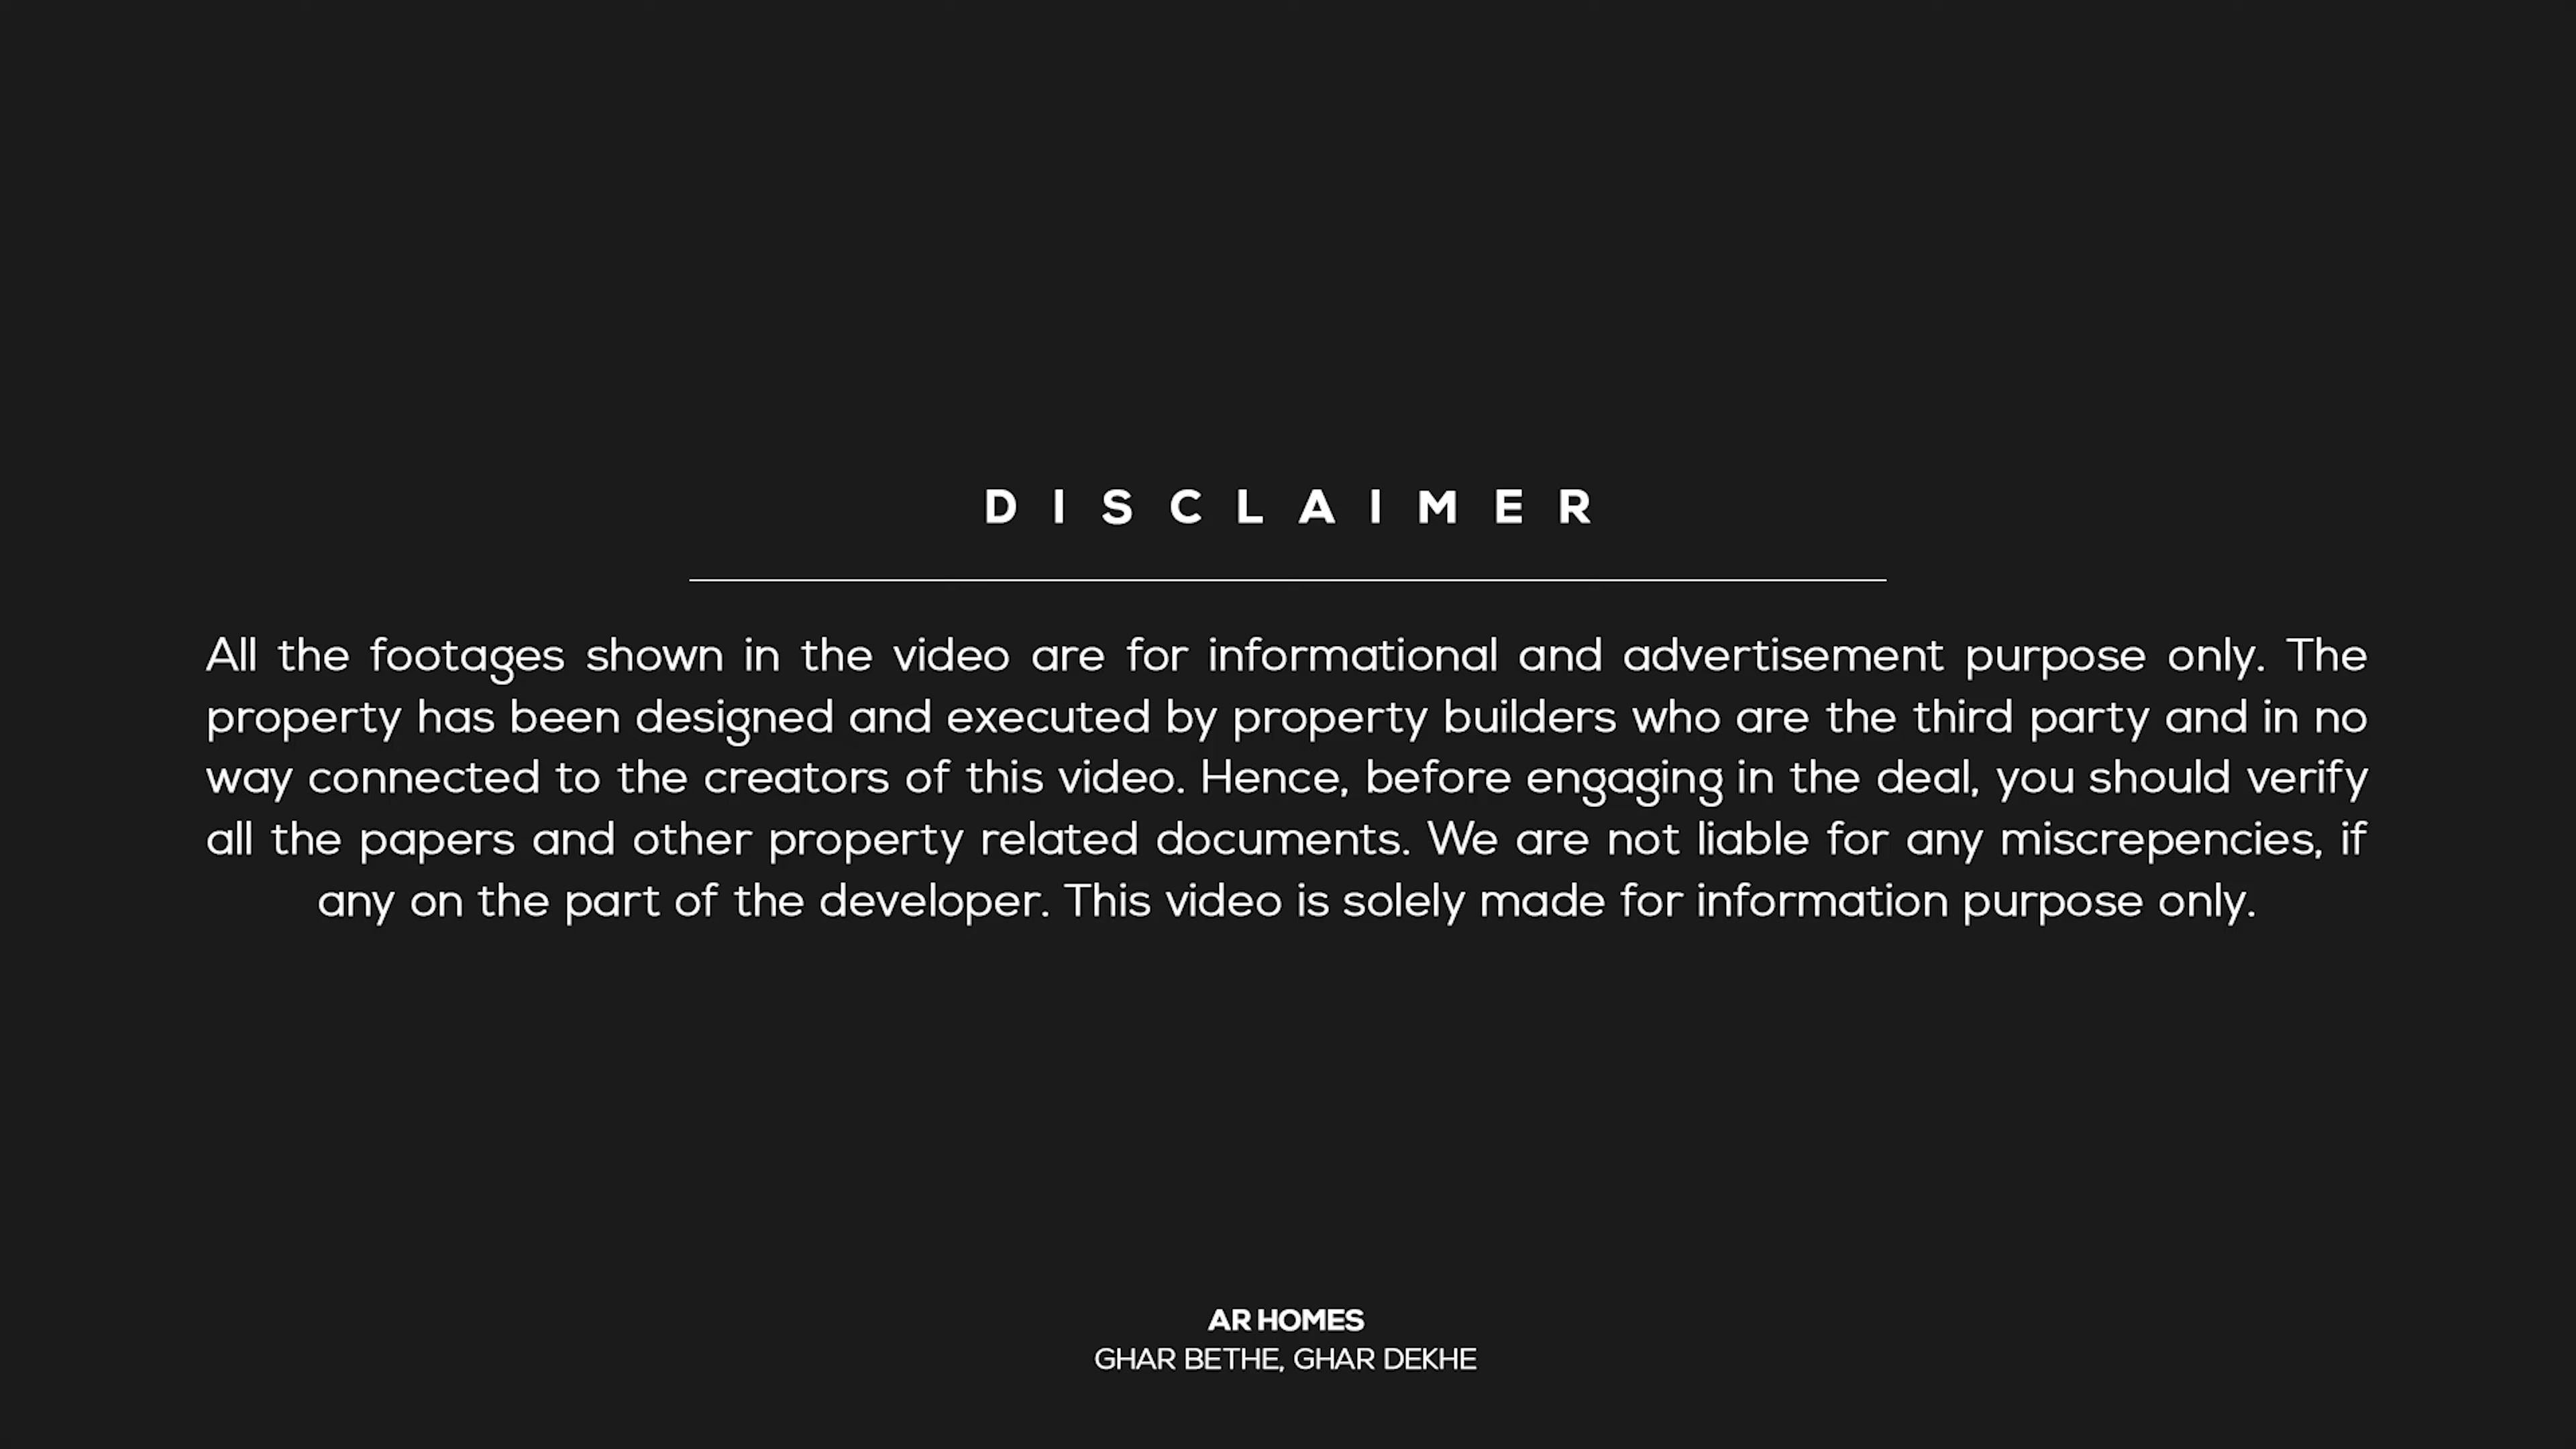 DISCLAIMER
All the footages shown in the video are for informational and advertisement purpose only. The
property has been designed and executed by property builders who are the third party and in no
way connected to the creators of this video. Hence, before engaging in the deal, you should verify
all the papers and other property related documents. We are not liable for any miscrepencies, if
any on the part of the developer. This video is solely made for information purpose only.
AR HOMES
GHAR BETHE, GHAR DEKHE